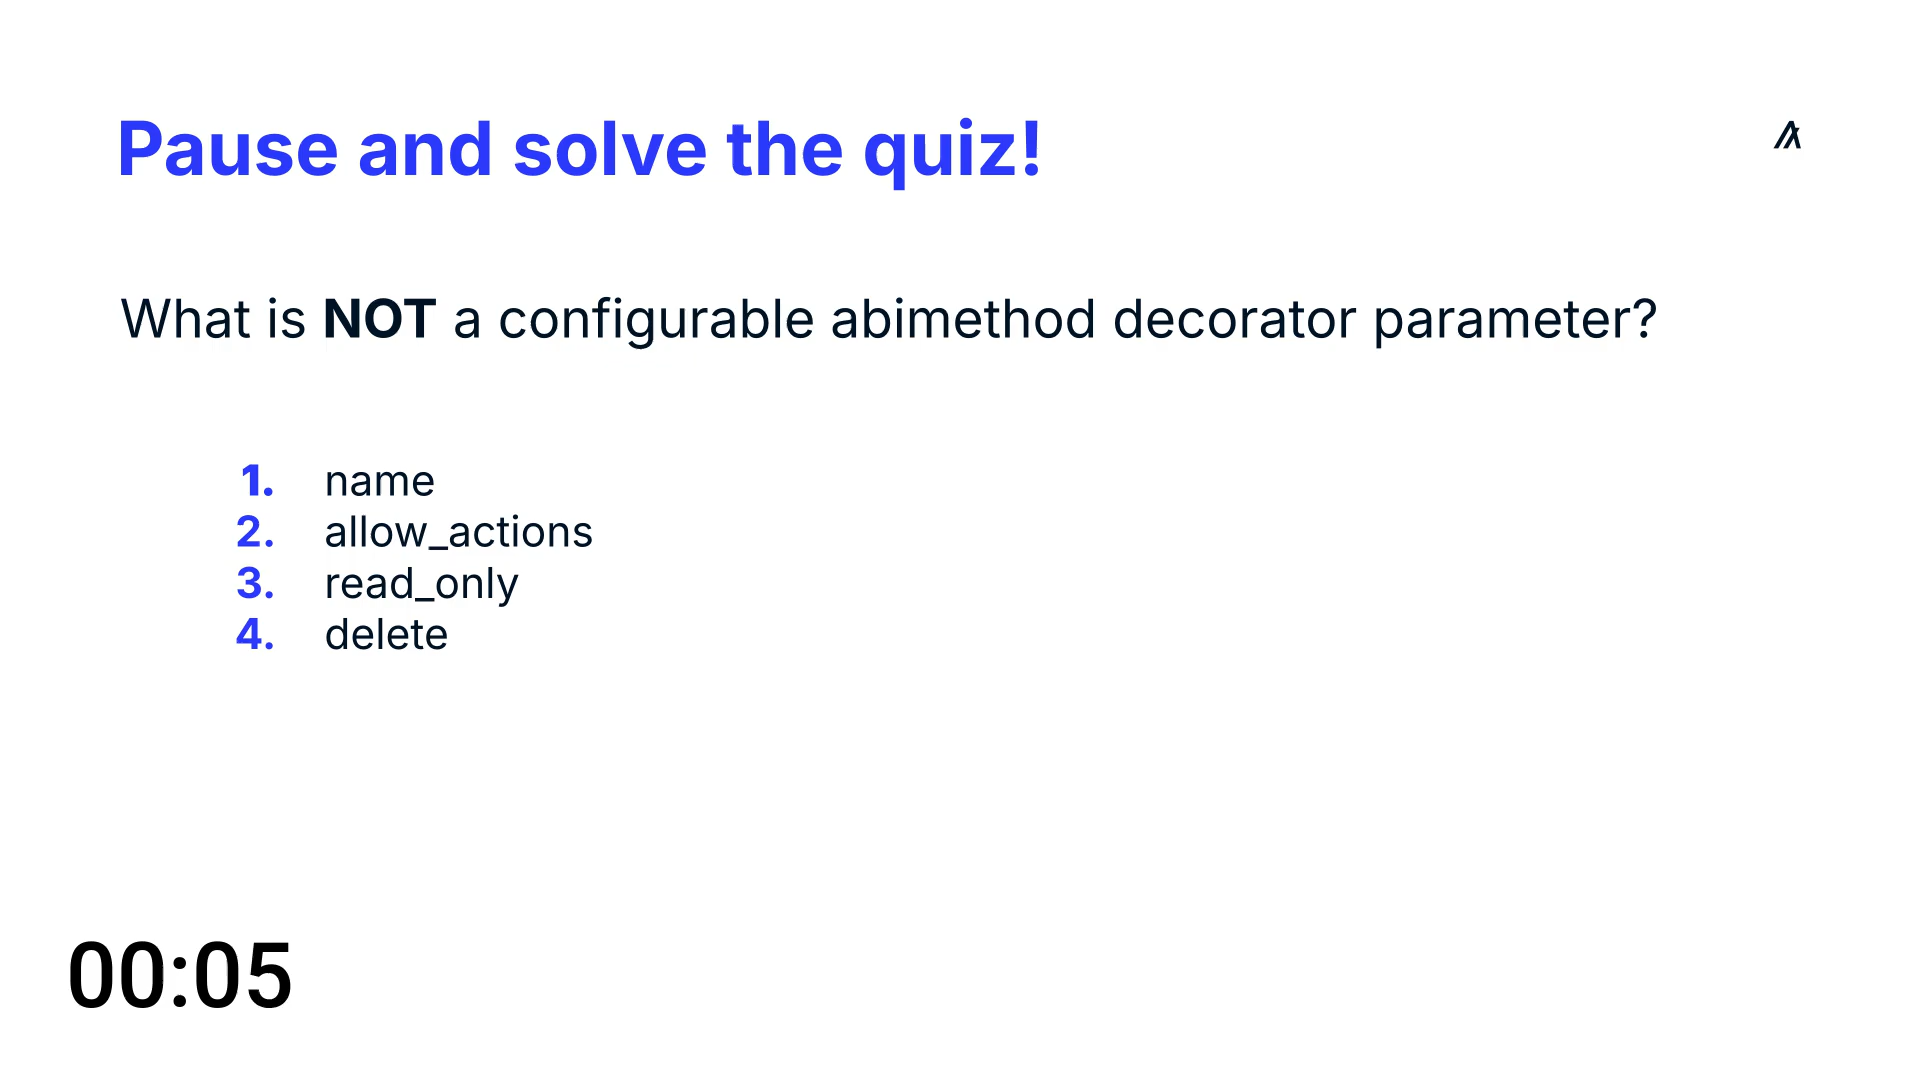 Pause and solve the quiz!
What is NOT a configurable abimethod decorator parameter?
1. name
2. allow_actions
3. read_only
4. delete
00:05